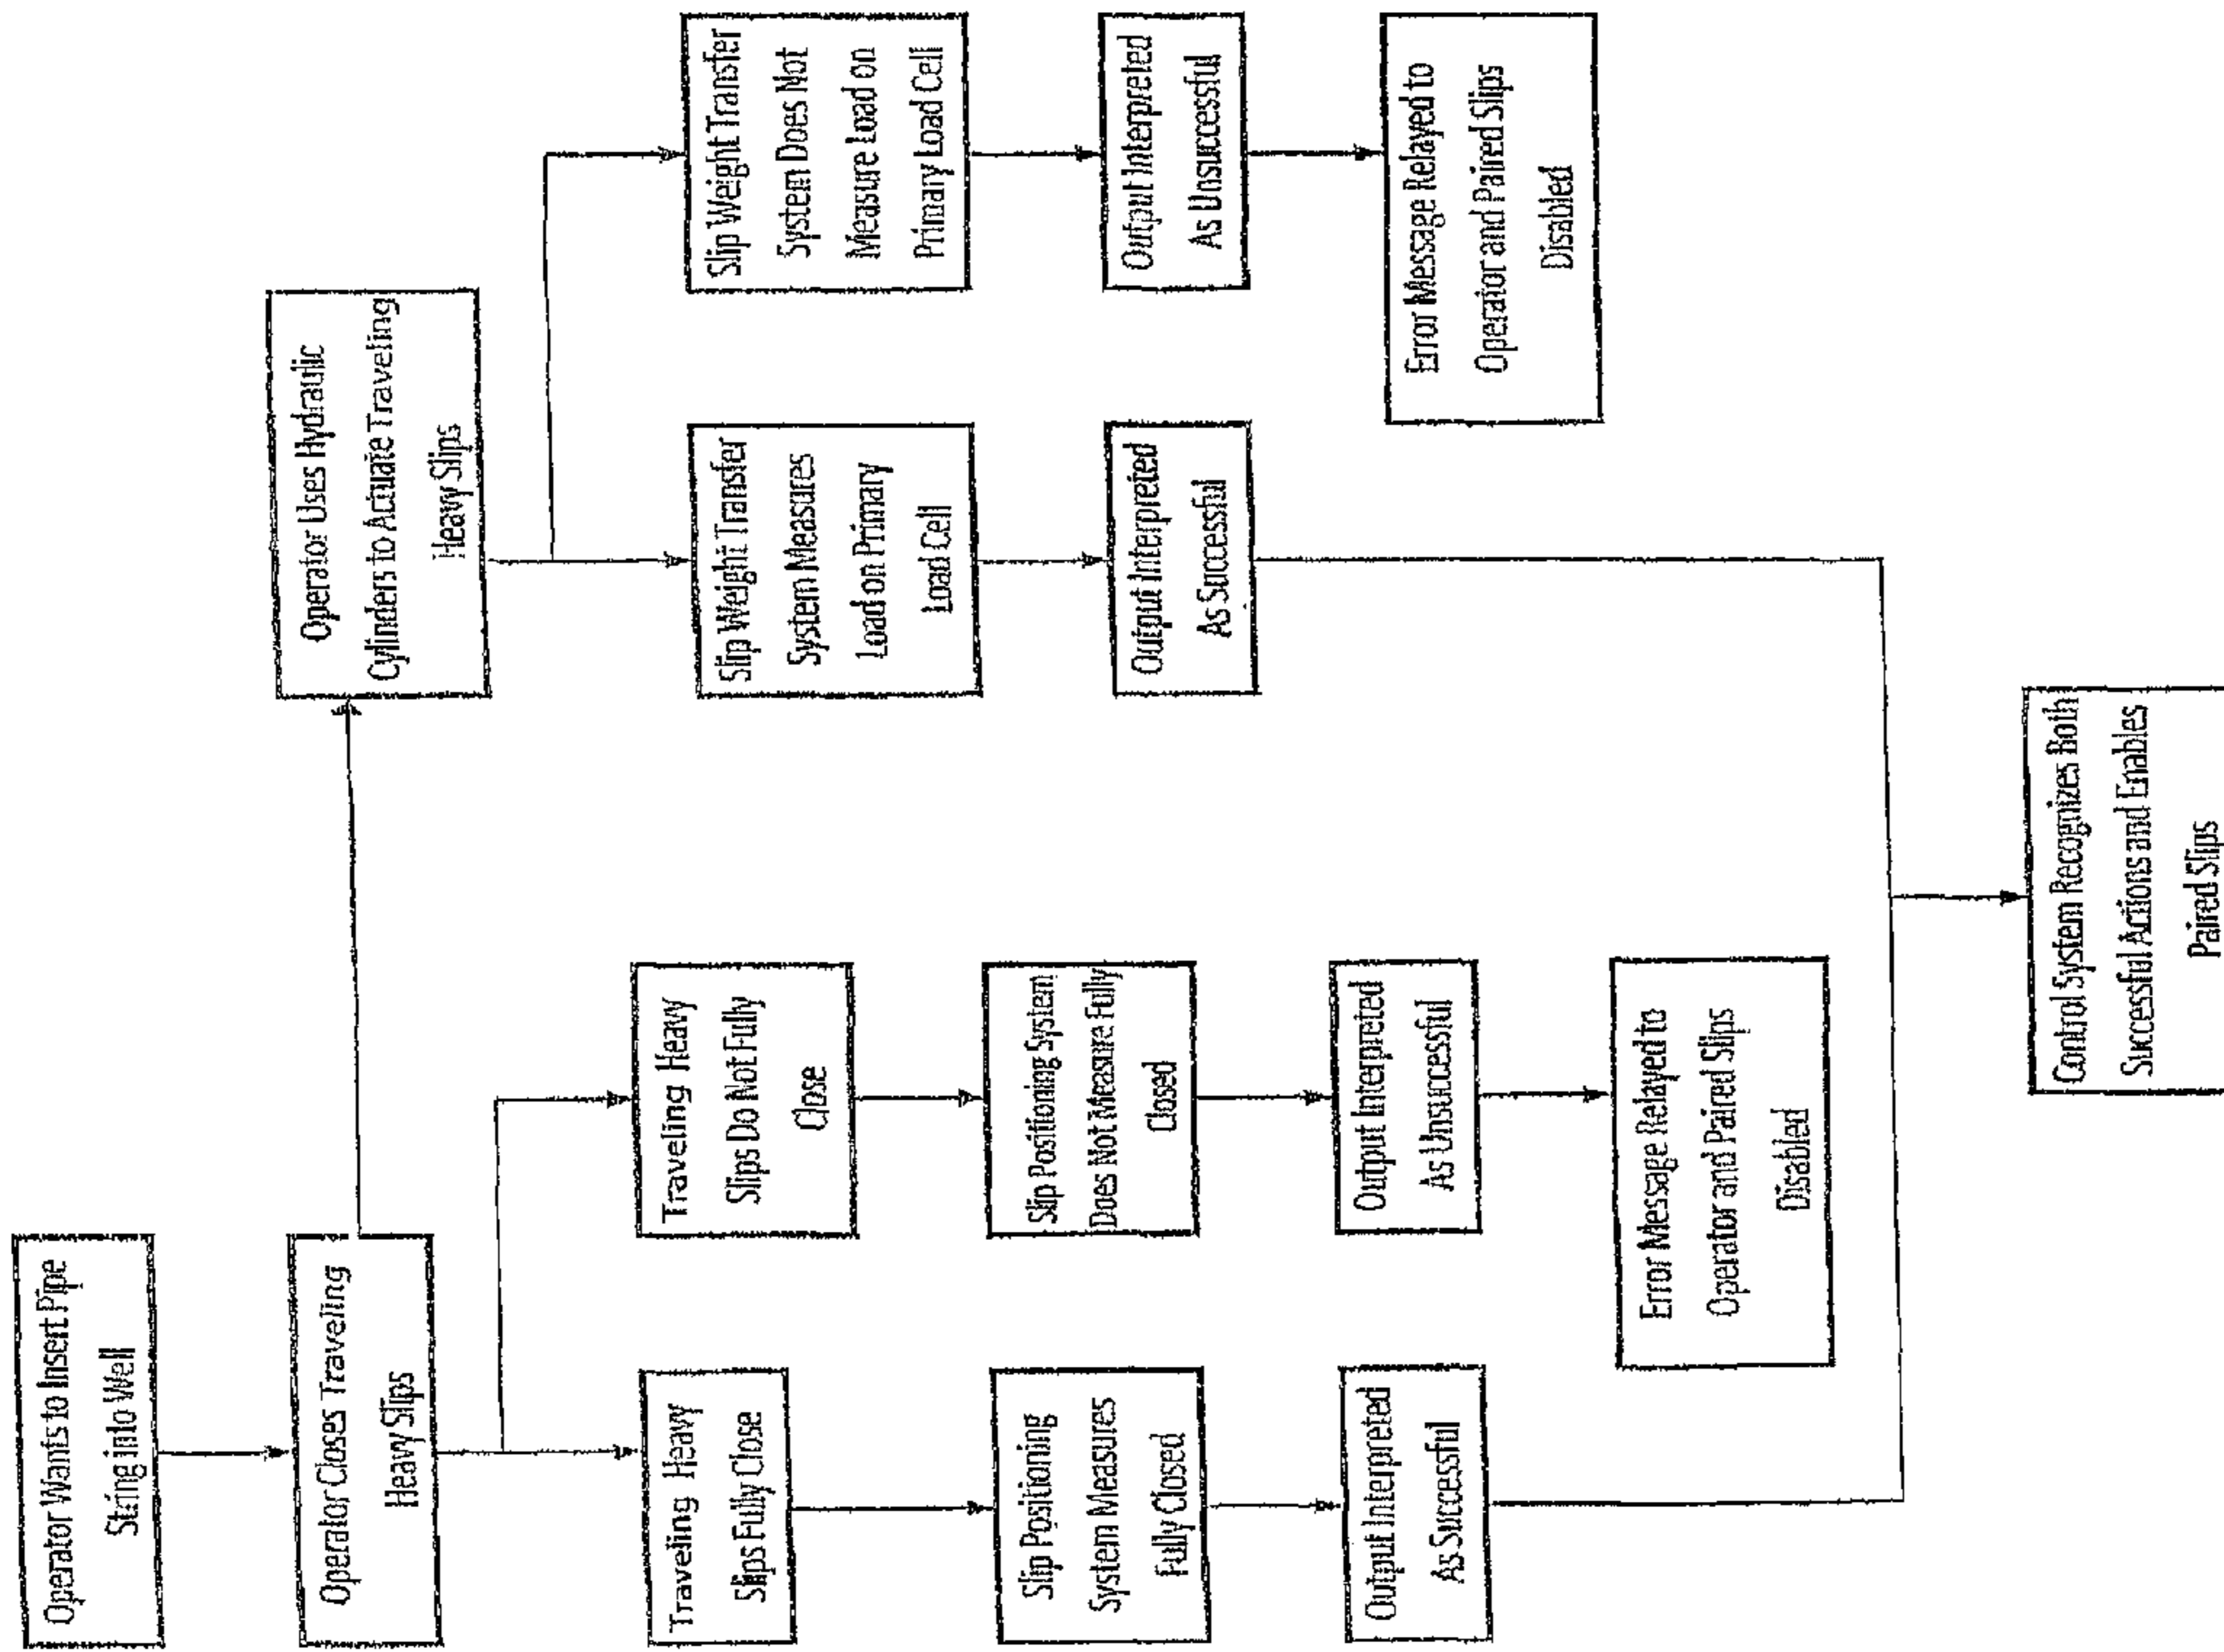 Operator Wants to Insert Pipe
String into Well
Operator Closes Traveling
Heavy Slips
Operator Uses Hydraulic
Cylinders to Actuate Traveling
Heavy Slips
Traveling Heavy
Slips Fully Close
Slip Positioning
System Measures
Fully Closed
Output Interpreted
As Successful
Traveling Heavy
Slips Do Not Fully
Close
Slip Positioning System
Does Not Measure Fully
Closed
Output Interpreted
As Unsuccessful
Error Message Relayed to
Operator and Paired Slips
Disabled
Slip Weight Transfer
System Measures
Load on Primary
Load Cell
Output Interpreted
As Successful
Slip Weight Transfer
System Does Not
Measure Load on
Primary Load Cell
Output Interpreted
As Unsuccessful
Error Message Relayed to
Operator and Paired Slips
Disabled
Control System Recognizes Both
Successful Actions and Enables
Paired Slips